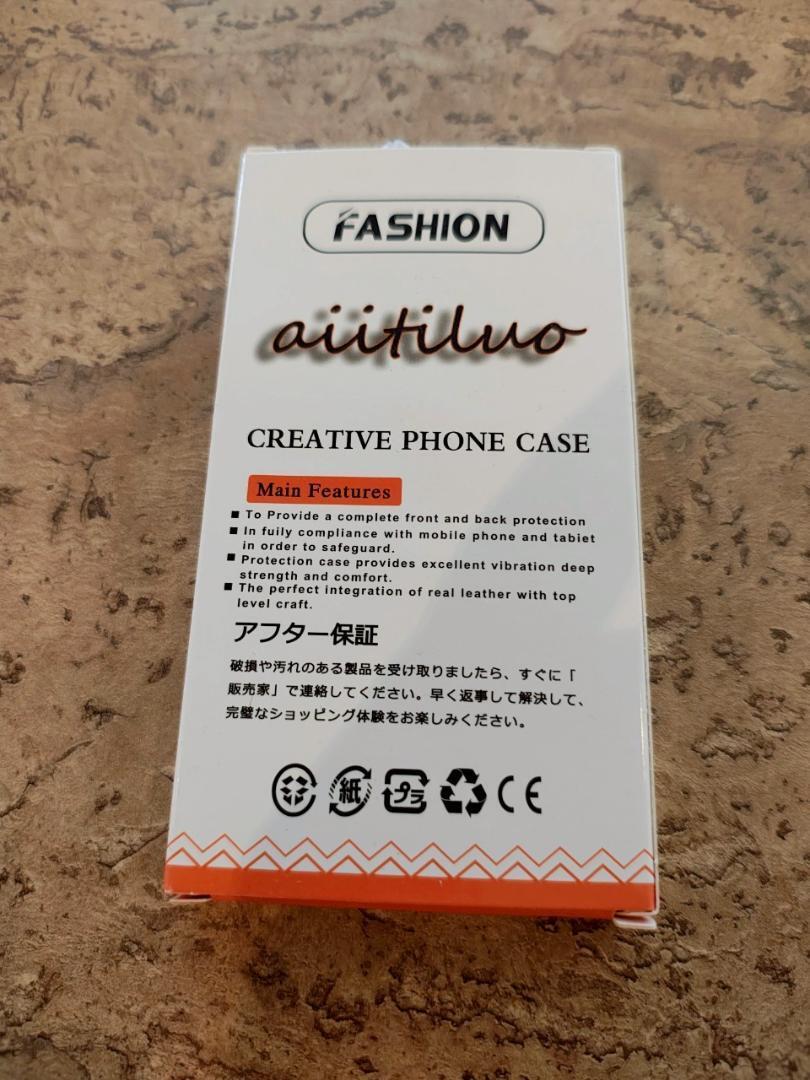 FASHION
aiitiluo
CREATIVE PHONE CASE
Main Features
■ To Provide a complete front and back protection
■ In fuily compliance with mobile phone and tabiet
in order to safeguard.
■ Protection case provides excellent vibration deep
strength and comfort.
■ The perfect integration of real leather with top
level craft.
アフター保証
破損や汚れのある製品を受け取りましたら、すぐに「
販売家」で連絡してください。早く返事して解決して、
完璧なショッピング体験をお楽しみください。
紙 プラ CE